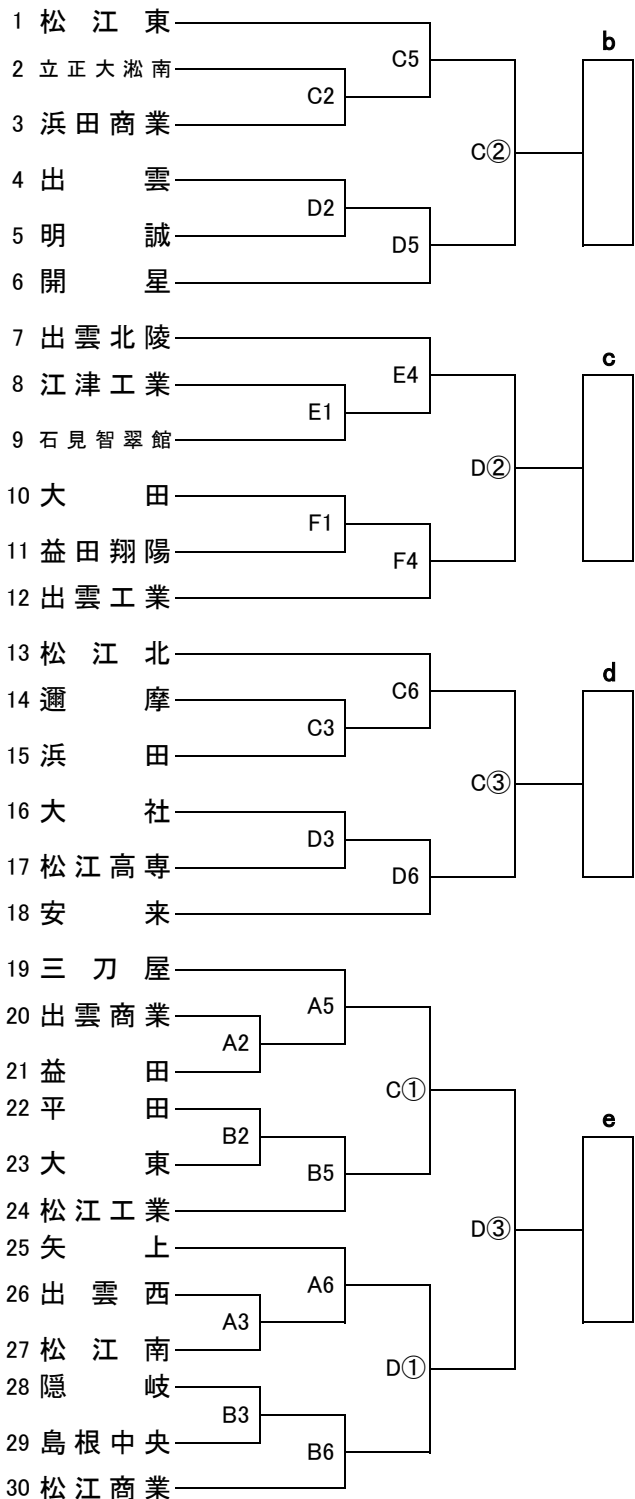 1 松江東
2 立正大淞南
3 浜田商業
4 出雲
5 明誠
6 開星
C5
C2
D2
D5
C②
b
7 出雲北陵
8 江津工業
9 石見智翠館
10 大田
11 益田翔陽
12 出雲工業
E4
E1
F1
F4
D②
c
13 松江北
14 邇摩
15 浜田
16 大社
17 松江高専
18 安来
C6
C3
D3
D6
C③
d
19 三刀屋
20 出雲商業
21 益田
22 平田
23 大東
24 松江工業
25 矢上
26 出雲西
27 松江南
28 隠岐
29 島根中央
30 松江商業
A5
A2
B2
B5
C①
A6
A3
B3
B6
D①
D③
e